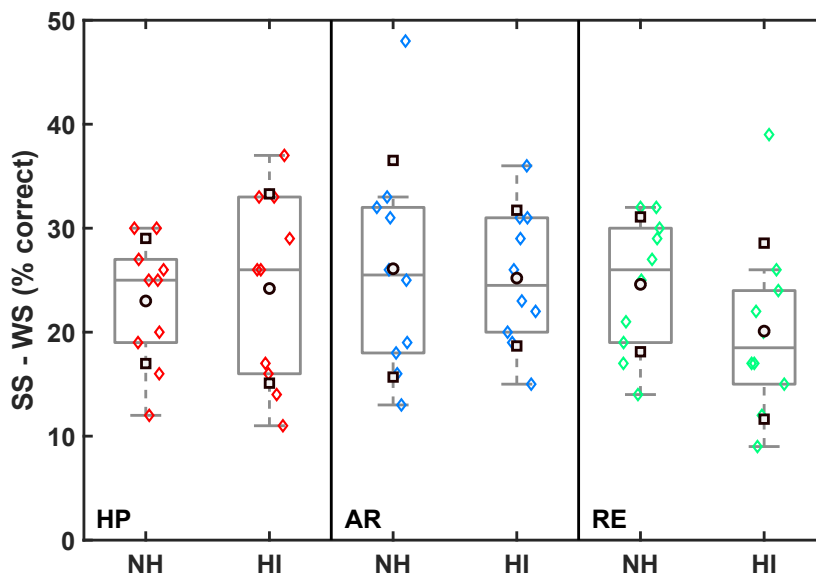 SS - WS (% correct)
50
40
30
20
10
0
HP
AR
RE
NH
HI
NH
HI
NH
HI